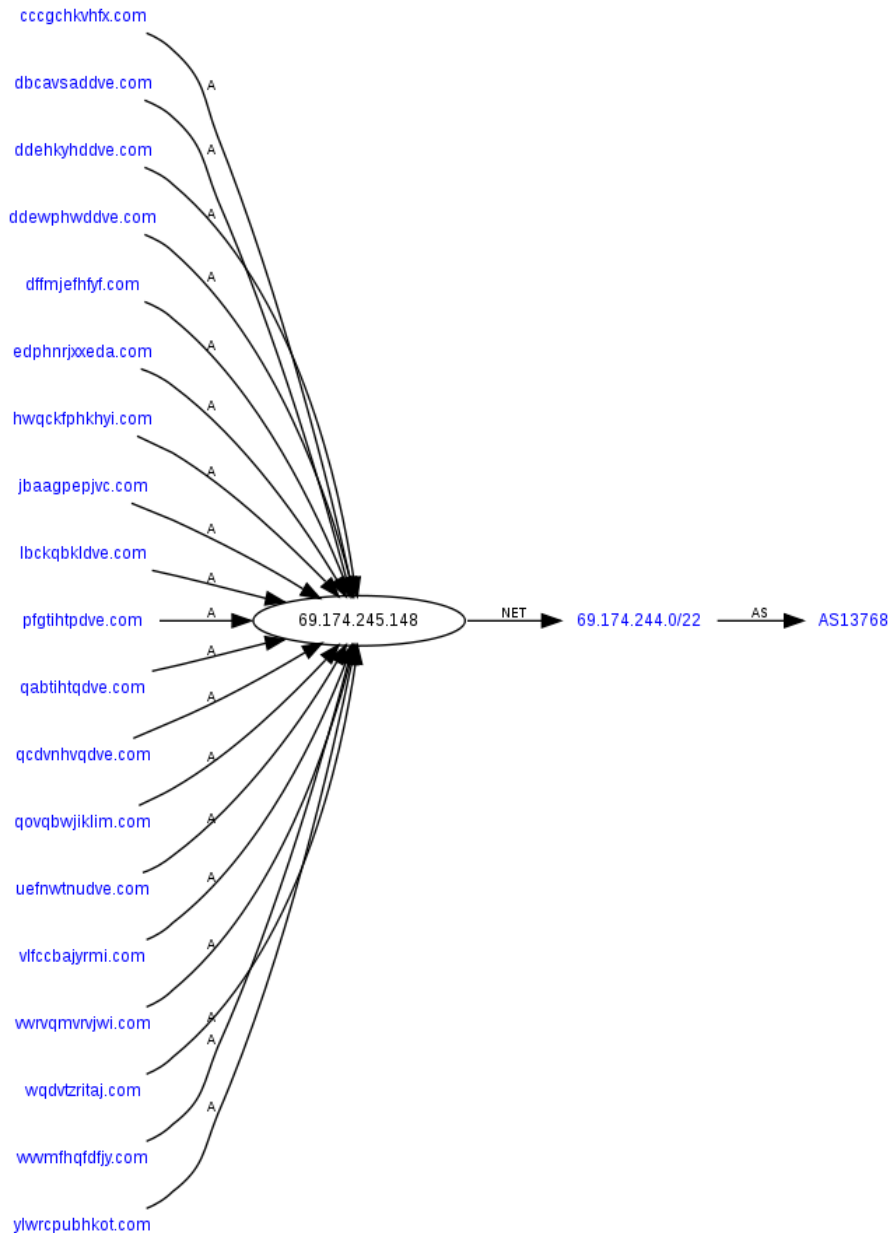 cccgchkvhfx.com
A
dbcavsaddve.com
A
ddehkyhddve.com
A
ddewphwddve.com
A
dffmjefhfyf.com
A
edphnrjxxeda.com
A
hwqckfphkhyi.com
A
jbaagpepjvc.com
A
lbckqbkldve.com
A
pfgtihtpdve.com A 69.174.245.148 NET 69.174.244.0/22 AS AS13768
A
qabtihtqdve.com
A
qcdvnhvqdve.com
A
qovqbwjiklim.com
A
uefnwtnudve.com
A
vlfccbajyrmi.com
A
vwrvqmvrvjwi.com
A
A
wqdvtzritaj.com
A
wvvmfhqfdfjy.com
ylwrcpubhkot.com